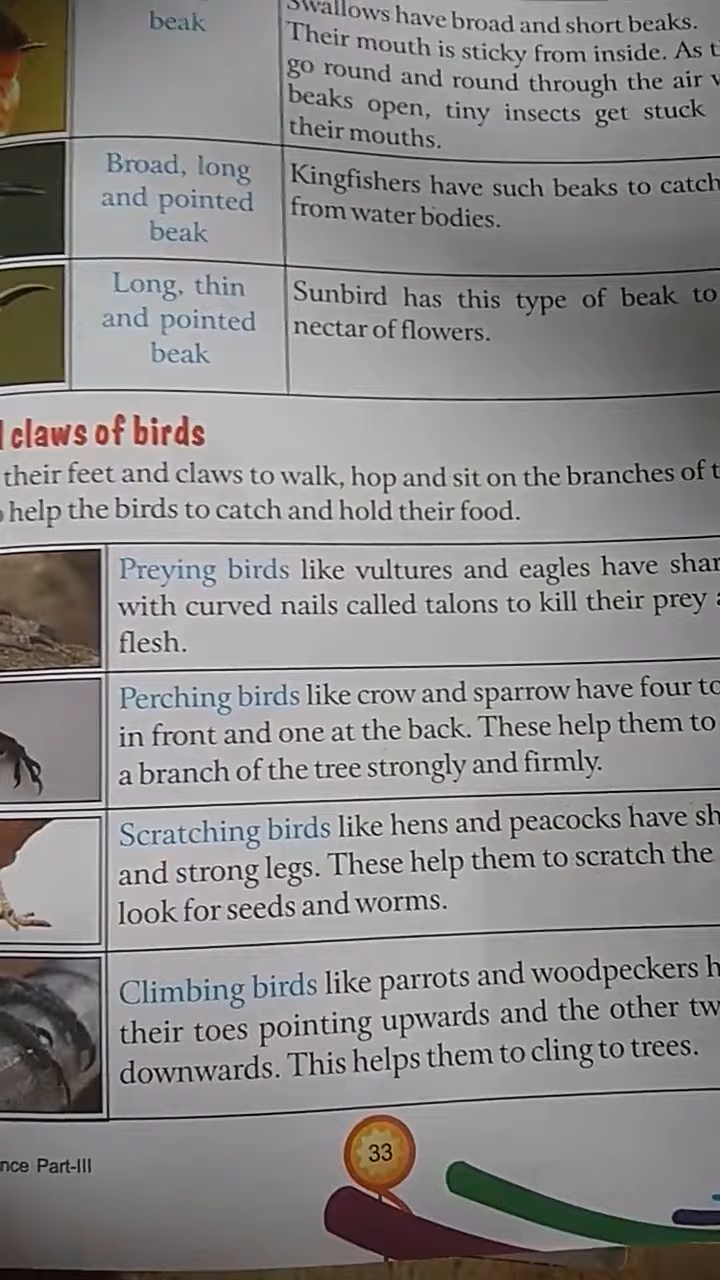 beak
Swallows have broad and short beaks.
Their mouth is sticky from inside. As
go round and round through the air
beaks open, tiny insects get stuck
their mouths.
Broad, long
and pointed
beak
Kingfishers have such beaks to catch
from water bodies.
Long, thin
and pointed
beak
Sunbird has this type of beak to
nectar of flowers.
claws of birds
their feet and claws to walk, hop and sit on the branches of
help the birds to catch and hold their food.
Preying birds like vultures and eagles have
with curved nails called talons to kill their prey
flesh.
Perching birds like crow and sparrow have four
in front and one at the back. These help them to
a branch of the tree strongly and firmly.
Scratching birds like hens and peacocks have
and strong legs. These help them to scratch the
look for seeds and worms.
Climbing birds like parrots and woodpeckers
their toes pointing upwards and the other
downwards. This helps them to cling to trees.
nce Part-III
33